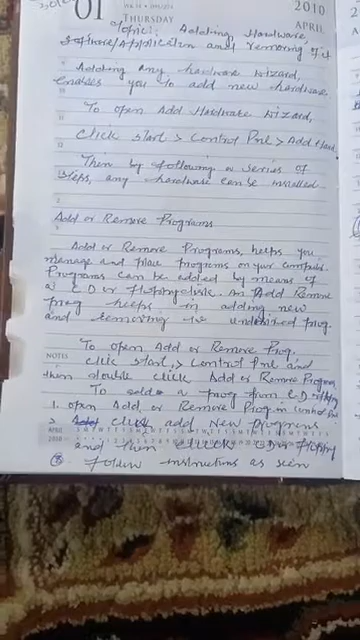 01 THURSDAY 2010 APRIL
Topic: Adding Hardware
Software/Application and removing it
Adding any hardware wizard,
enables you to add new hardware.
To open Add Hardware Wizard,
Click start > Control Pnl > Add Hard
Then by following a series of
steps, any hardware can be installed
Add or Remove Programs
Add or Remove Programs, helps you
manage and place programs on your computer.
Programs can be added by means of
a CD or floppy disk. An Add Remove
prog helps in adding new
and removing the undesired prog.
To open Add or Remove Prog.
NOTES click start > Control Pnl and
then double click Add or Remove Program
To add a prog from CD or floppy
1. open Add or Remove Prog in control Pnl
click add New Programs
APRIL 2010
and then click CD or Floppy
Follow instructions as seen